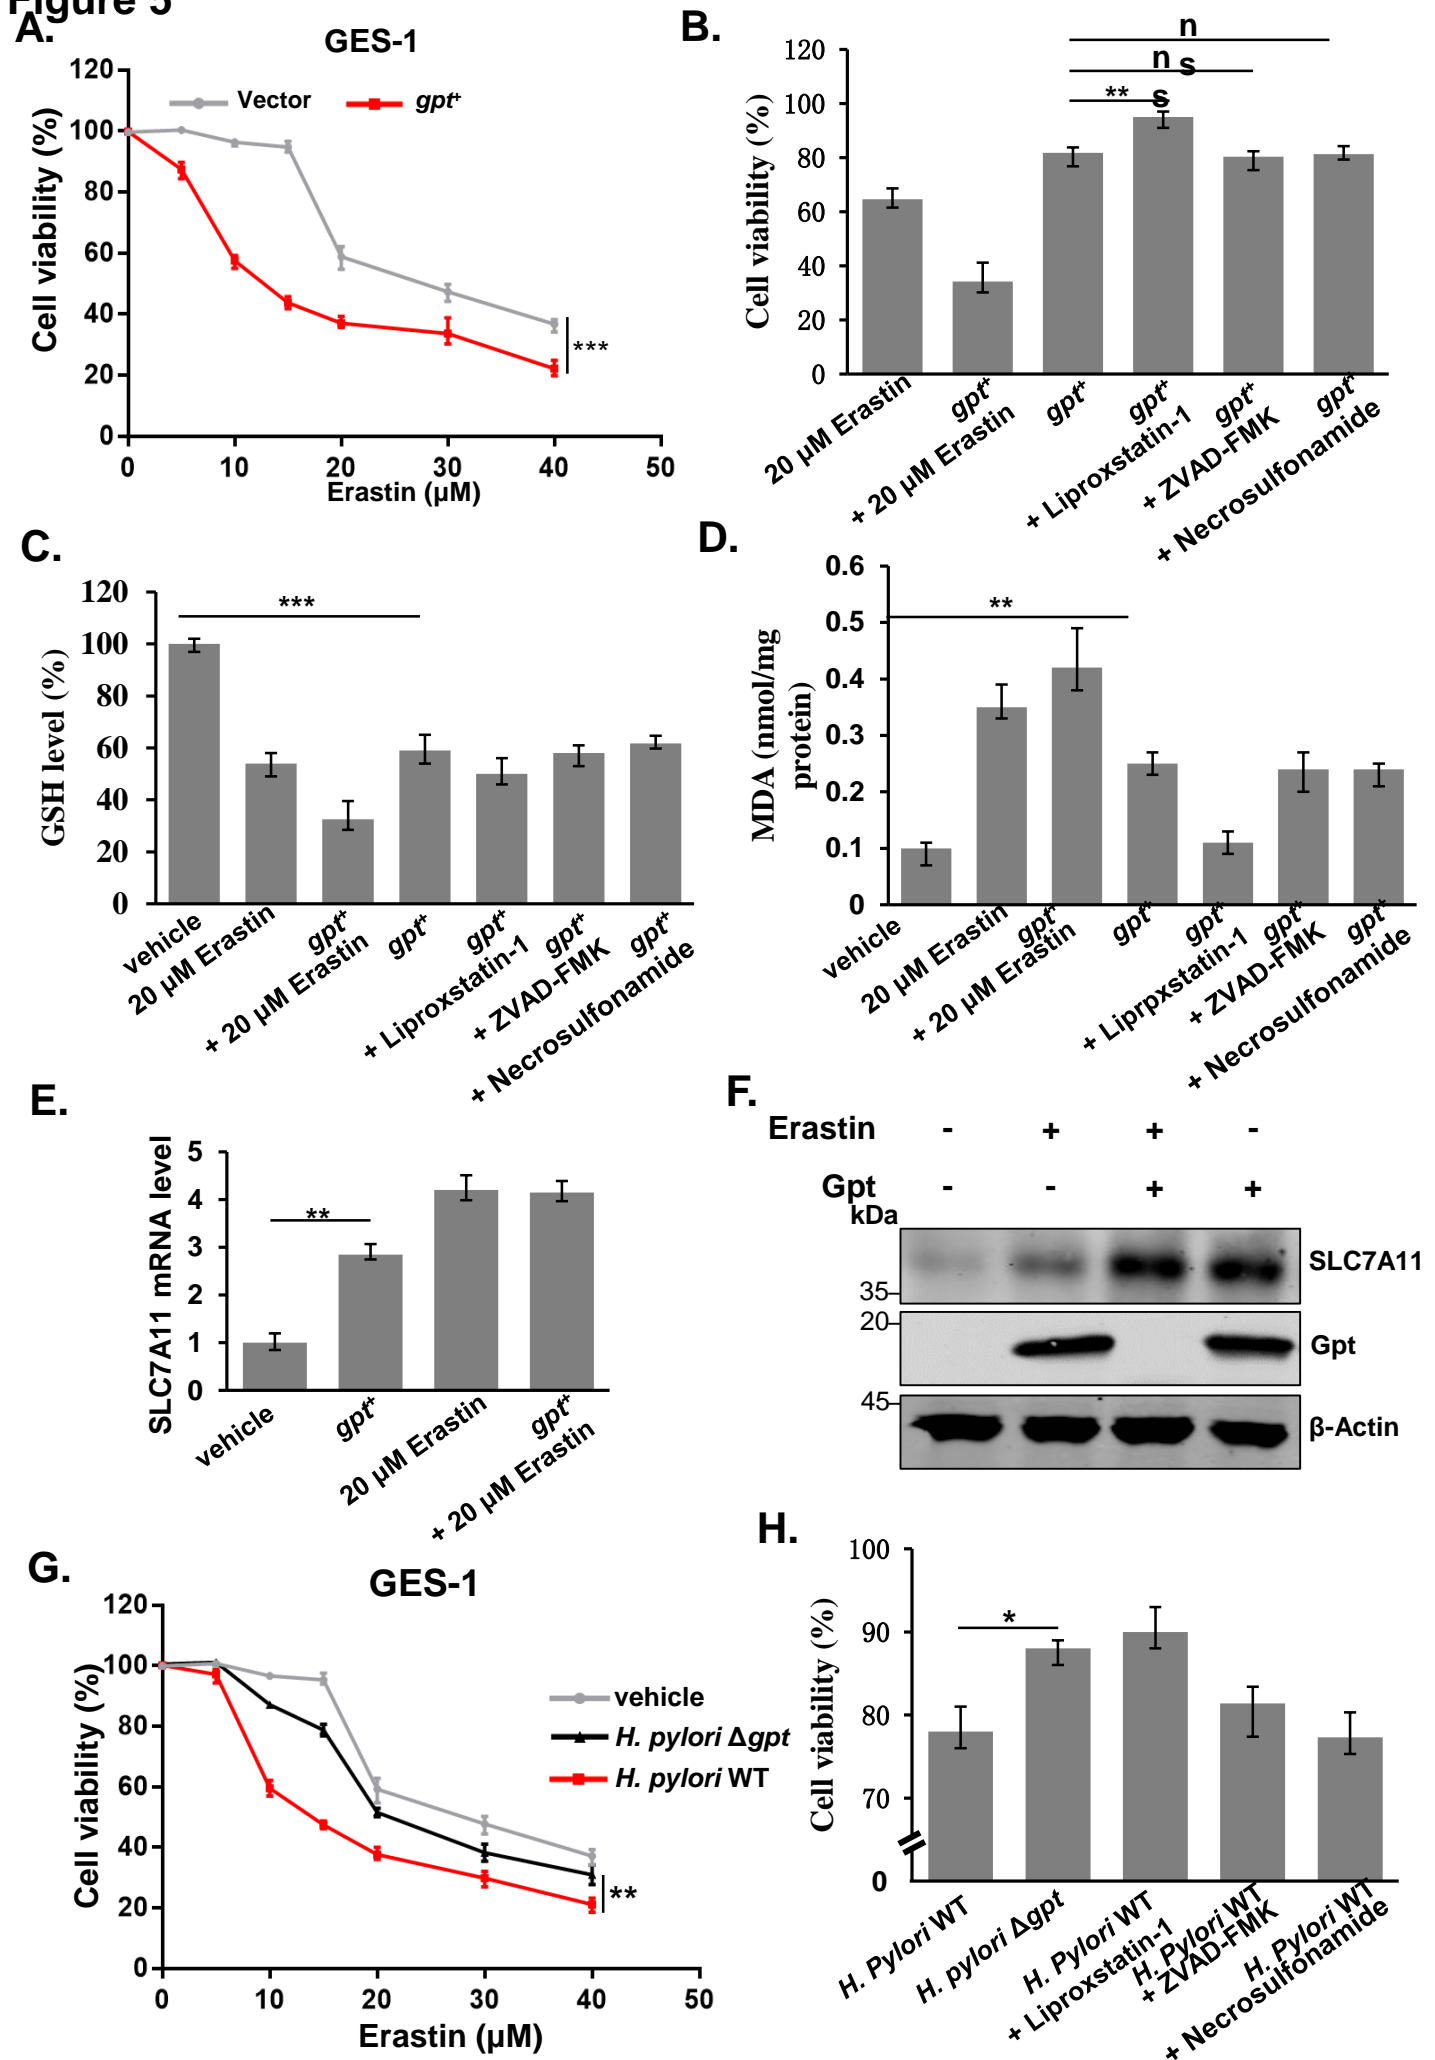 Figure 5
A.
GES-1
Vector
gpt+
Cell viability (%)
120
100
80
60
40
20
0
***
0 10 20 30 40 50
Erastin (μM)
B.
n
n s
** s
Cell viability (%)
120
100
80
60
40
20
0
20 μM Erastin
gpt+
+ 20 μM Erastin
gpt+
gpt+
+ Liproxstatin-1
gpt+
+ ZVAD-FMK
gpt+
+ Necrosulfonamide
C.
***
GSH level (%)
120
100
80
60
40
20
0
vehicle
20 μM Erastin
gpt+
+ 20 μM Erastin
gpt+
gpt+
+ Liproxstatin-1
gpt+
+ ZVAD-FMK
gpt+
+ Necrosulfonamide
D.
**
MDA (nmol/mg
protein)
0.6
0.5
0.4
0.3
0.2
0.1
0
vehicle
20 μM Erastin
gpt+
+ 20 μM Erastin
gpt+
gpt+
+ Lirpxstatin-1
gpt+
+ ZVAD-FMK
gpt+
+ Necrosulfonamide
E.
**
SLC7A11 mRNA level
5
4
3
2
1
0
vehicle
gpt+
20 μM Erastin
gpt+
+ 20 μM Erastin
F.
Erastin - + + -
Gpt - - + +
kDa
35
SLC7A11
20
Gpt
45
β-Actin
G.
GES-1
vehicle
H. pylori Δgpt
H. pylori WT
Cell viability (%)
120
100
80
60
40
20
0
**
0 10 20 30 40 50
Erastin (μM)
H.
*
Cell viability (%)
100
90
80
70
0
H. Pylori WT
H. pylori Δgpt
H. Pylori WT
+ Liproxstatin-1
H. Pylori WT
+ ZVAD-FMK
H. Pylori WT
+ Necrosulfonamide